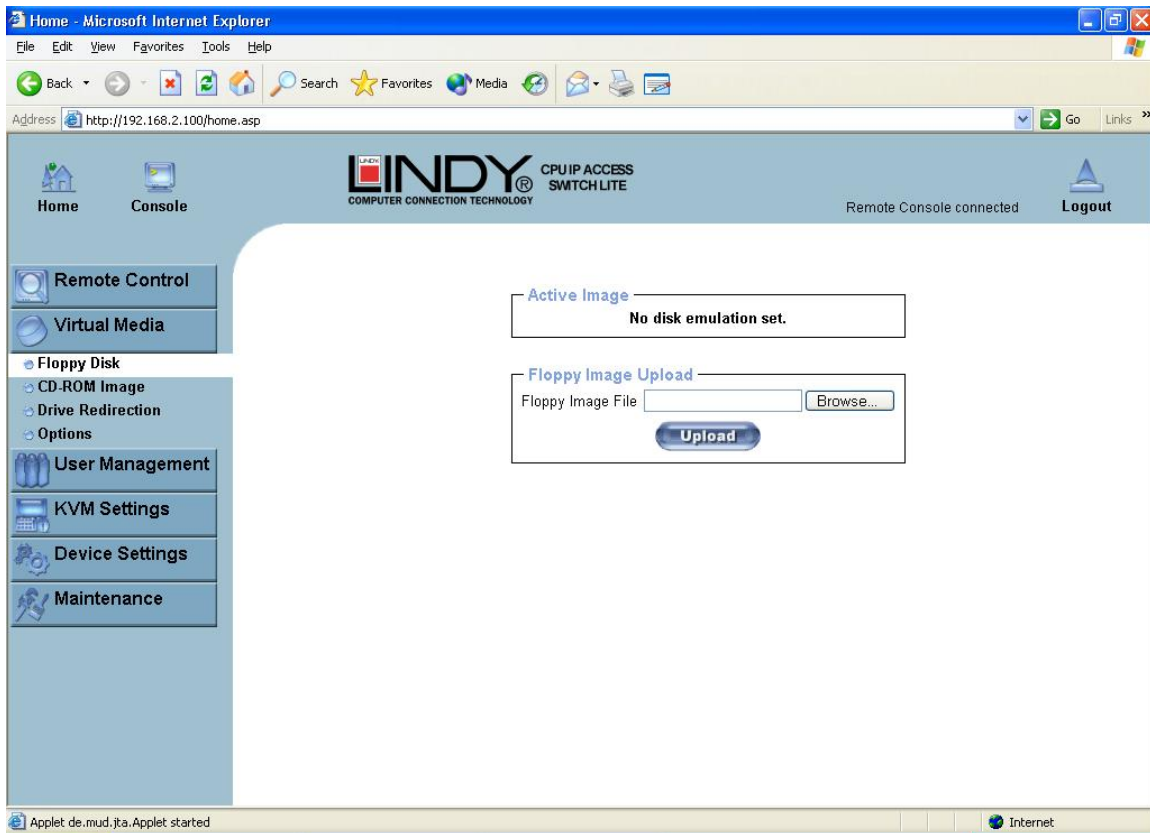 Home - Microsoft Internet Explorer
File Edit View Favorites Tools Help
Back Search Favorites Media
Address http://192.168.2.100/home.asp Go Links »
Home Console
LINDY
LINDY ® CPU IP ACCESS
SWITCH LITE
COMPUTER CONNECTION TECHNOLOGY
Remote Console connected Logout
Remote Control
Virtual Media
Floppy Disk
CD-ROM Image
Drive Redirection
Options
User Management
KVM Settings
Device Settings
Maintenance
Active Image
No disk emulation set.
Floppy Image Upload
Floppy Image File Browse...
Upload
Applet de.mud.jta.Applet started Internet